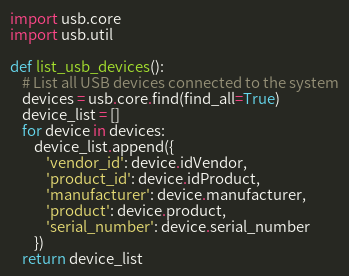 import usb.core
import usb.util

def list_usb_devices():
    # List all USB devices connected to the system
    devices = usb.core.find(find_all=True)
    device_list = []
    for device in devices:
        device_list.append({
            'vendor_id': device.idVendor,
            'product_id': device.idProduct,
            'manufacturer': device.manufacturer,
            'product': device.product,
            'serial_number': device.serial_number
        })
    return device_list